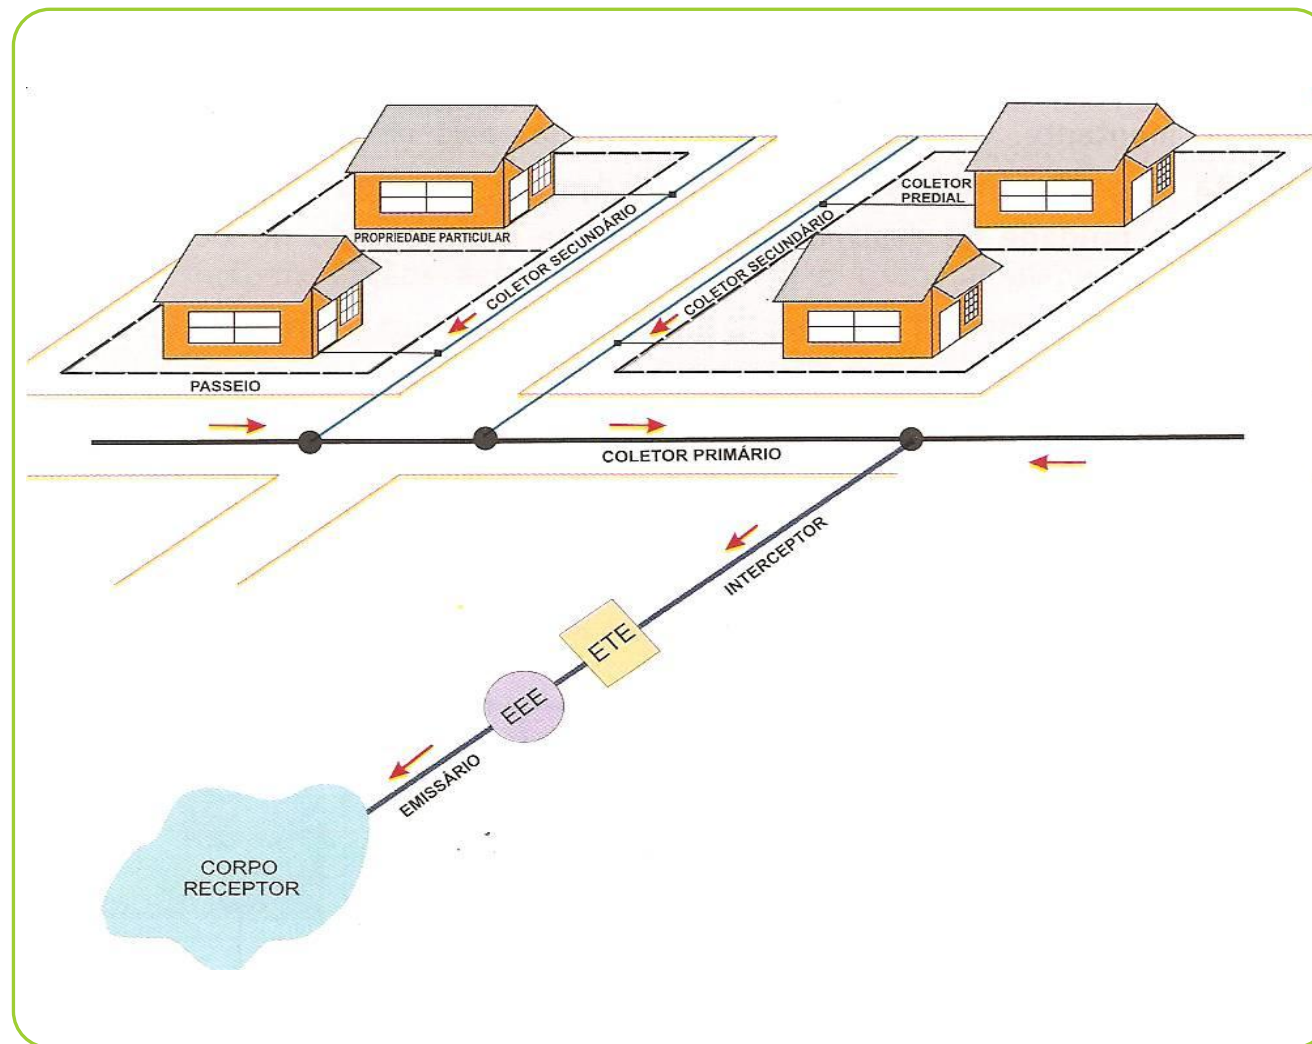 COLETOR
PREDIAL
PROPRIEDADE PARTICULAR
COLETOR SECUNDÁRIO
COLETOR SECUNDÁRIO
PASSEIO
COLETOR PRIMÁRIO
INTERCEPTOR
ETE
EEE
EMISSÁRIO
CORPO
RECEPTOR